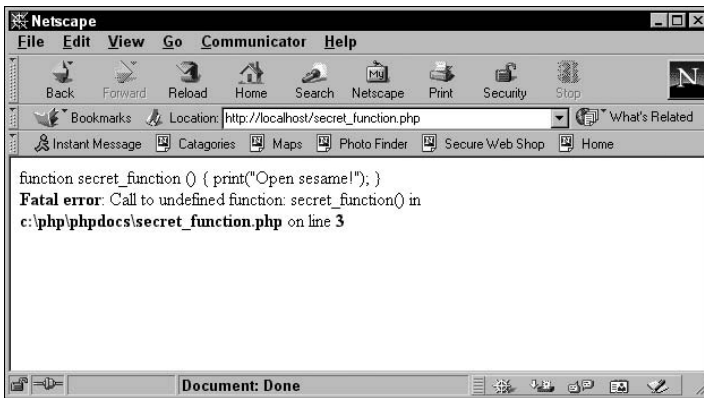 Netscape
File Edit View Go Communicator Help
Back Forward Reload Home Search Netscape Print Security Stop
My
N
Bookmarks Location: http://localhost/secret_function.php What's Related
Instant Message Catagories Maps Photo Finder Secure Web Shop Home
function secret_function () { print("Open sesame!"); }
Fatal error: Call to undefined function: secret_function() in
c:\php\phpdocs\secret_function.php on line 3
Document: Done